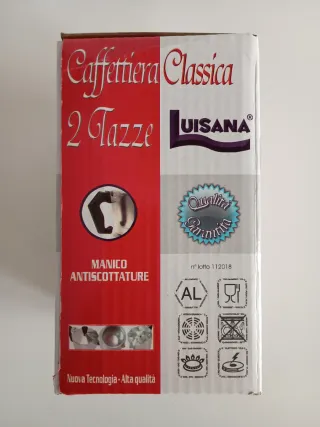 Caffettiera Classica
2 Tazze
LUISANA®
Qualità
Garantita
MANICO
ANTISCOTTATURE
n° lotto 112018
AL
Nuova Tecnologia - Alta qualità